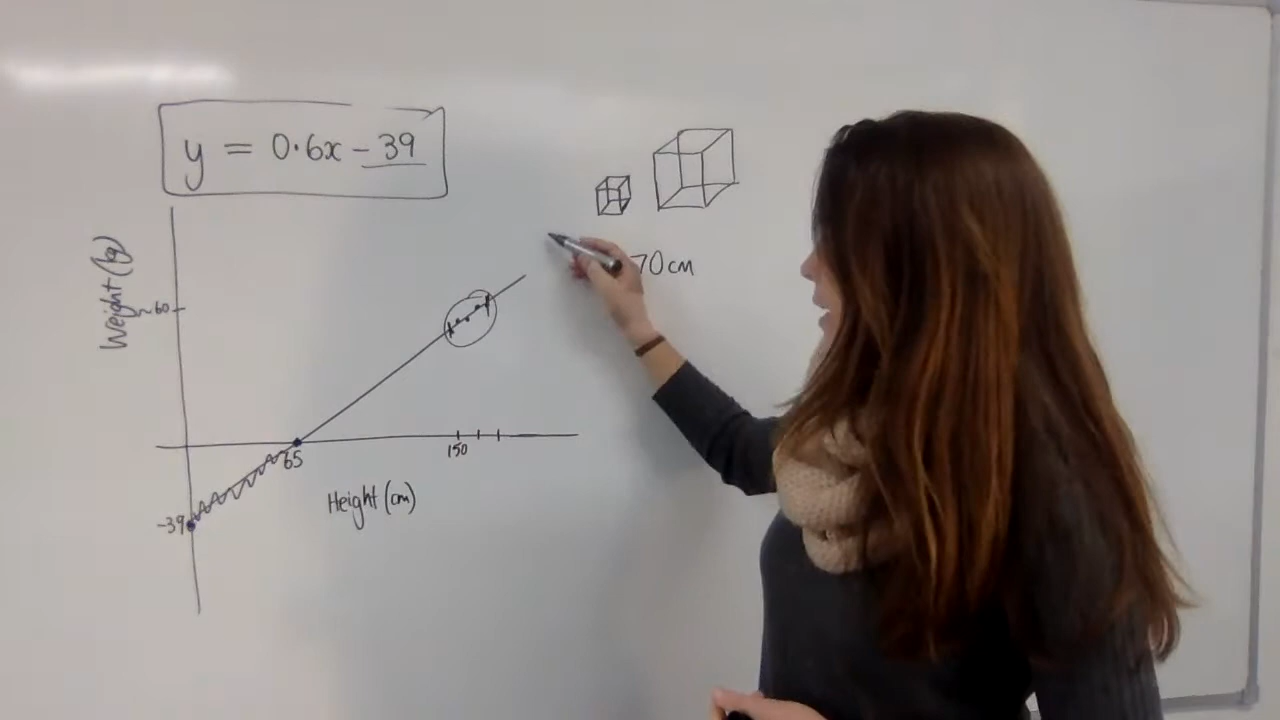 y = 0·6x - 39
Weight (kg)
60
70cm
65
150
-39
Height (cm)